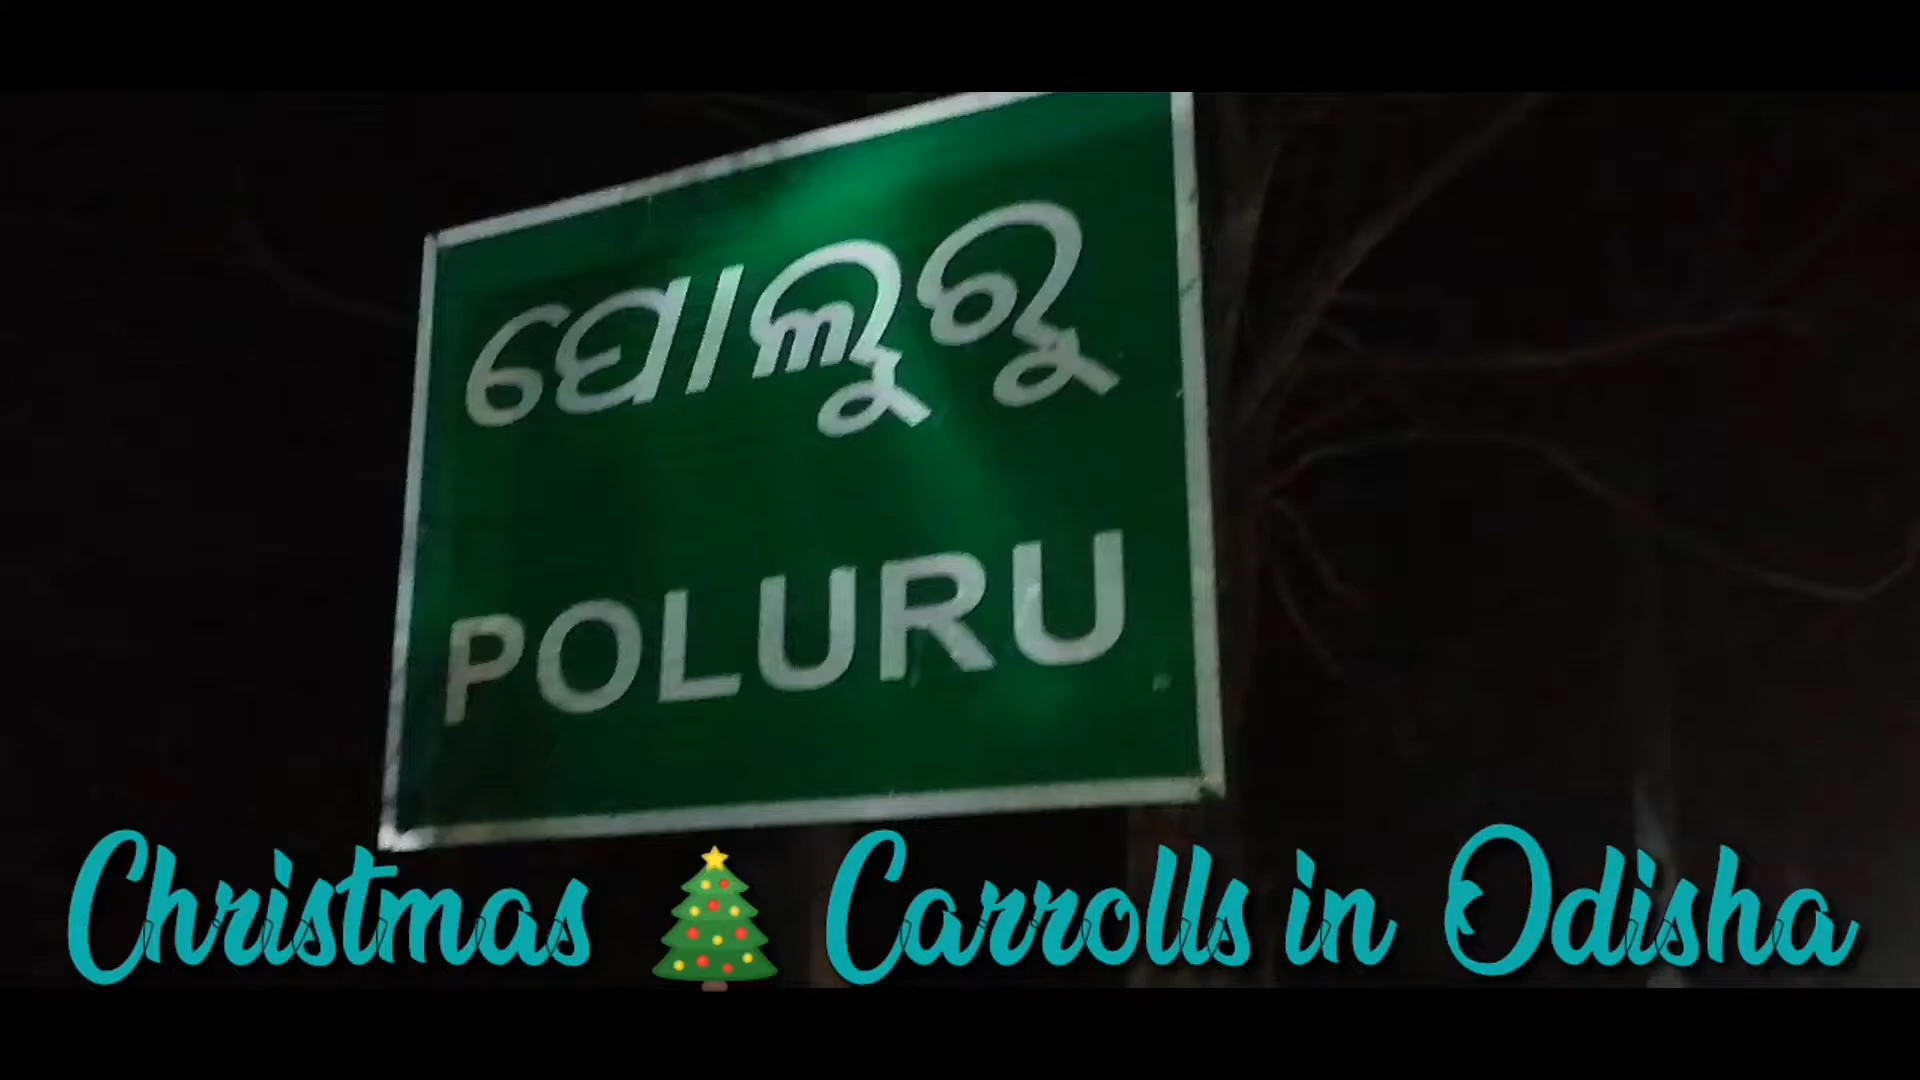 ପୋଲୁରୁ
POLURU
Christmas 🎄 Carrolls in Odisha